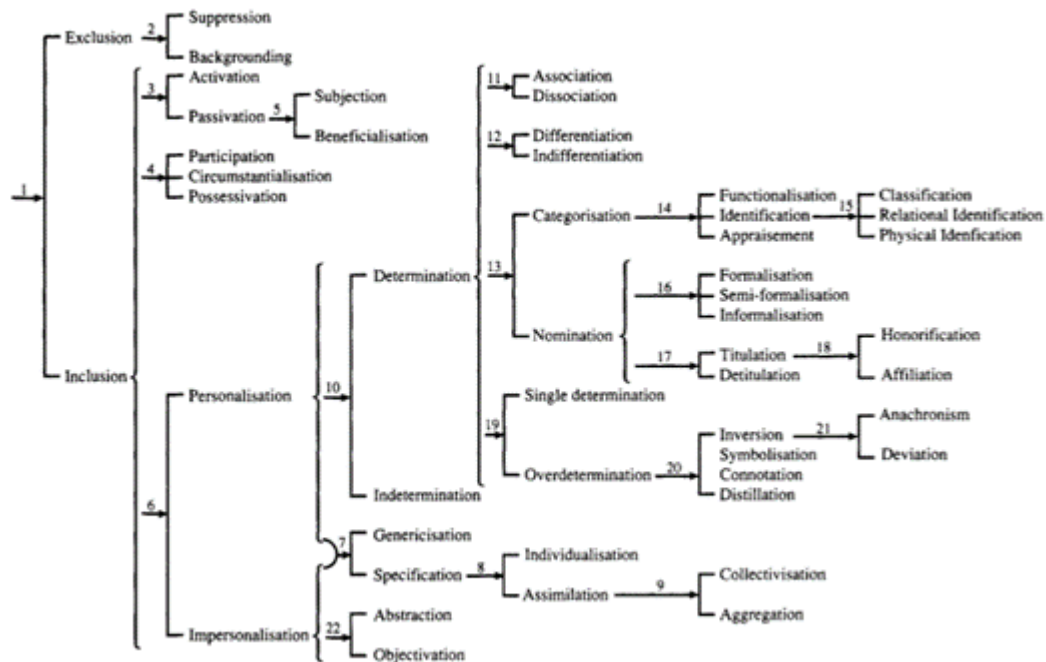 Suppression
Exclusion 2
Backgrounding
Activation
3
Passivation 5
Subjection
Beneficialisation
Participation
4 Circumstantialisation
Possessivation
1
Inclusion
11 Association
Dissociation
12 Differentiation
Indifferentiation
Categorisation 14
Functionalisation
Identification 15
Appraisement
Classification
Relational Identification
Physical Idenfication
Determination 13
Formalisation
16 Semi-formalisation
Informalisation
Nomination
17 Titulation 18
Detitulation
Honorification
Affiliation
Personalisation 10
Single determination
19
Overdetermination 20
Inversion 21
Symbolisation
Connotation
Distillation
Anachronism
Deviation
Indetermination
6
7 Genericisation
Specification 8
Individualisation
Assimilation 9
Collectivisation
Aggregation
Impersonalisation 22
Abstraction
Objectivation